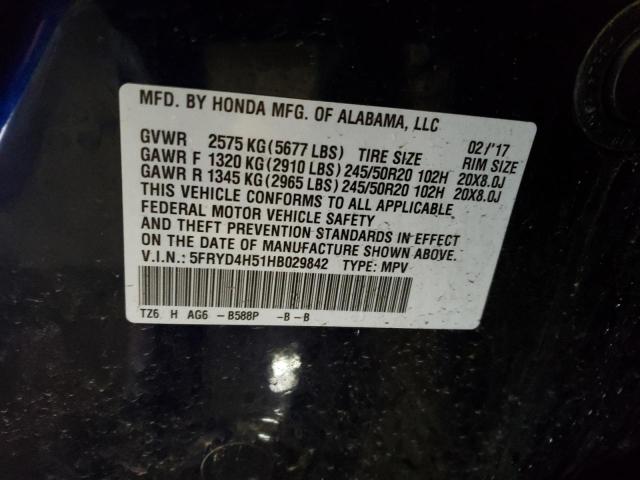 MFD. BY HONDA MFG. OF ALABAMA, LLC
GVWR 2575 KG(5677 LBS) TIRE SIZE 02/'17 RIM SIZE
GAWR F 1320 KG(2910 LBS) 245/50R20 102H 20X8.0J
GAWR R 1345 KG(2965 LBS) 245/50R20 102H 20X8.0J
THIS VEHICLE CONFORMS TO ALL APPLICABLE
FEDERAL MOTOR VEHICLE SAFETY
AND THEFT PREVENTION STANDARDS IN EFFECT
ON THE DATE OF MANUFACTURE SHOWN ABOVE.
V.I.N.: 5FRYD4H51HB029842 TYPE: MPV
TZ6 H AG6 -B588P -B-B